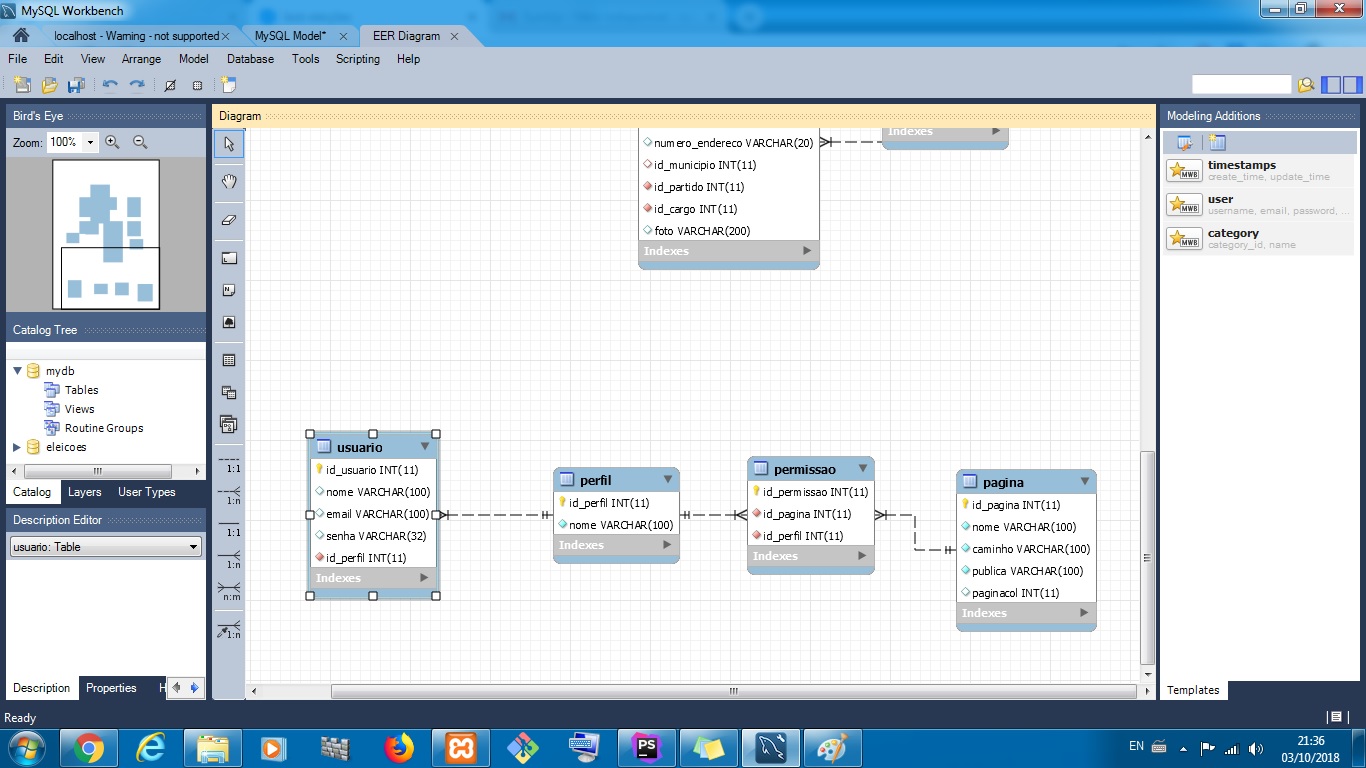 MySQL Workbench
localhost - Warning - not supported
MySQL Model*
EER Diagram
File Edit View Arrange Model Database Tools Scripting Help
Bird's Eye
Zoom: 100%
Catalog Tree
mydb
Tables
Views
Routine Groups
eleicoes
Catalog Layers User Types
Description Editor
usuario: Table
Description Properties H
Diagram
1:1
1:n
1:1
1:n
n:m
1:n
numero_endereco VARCHAR(20)
id_municipio INT(11)
id_partido INT(11)
id_cargo INT(11)
foto VARCHAR(200)
Indexes
Indexes
usuario
id_usuario INT(11)
nome VARCHAR(100)
email VARCHAR(100)
senha VARCHAR(32)
id_perfil INT(11)
Indexes
perfil
id_perfil INT(11)
nome VARCHAR(100)
Indexes
permissao
id_permissao INT(11)
id_pagina INT(11)
id_perfil INT(11)
Indexes
pagina
id_pagina INT(11)
nome VARCHAR(100)
caminho VARCHAR(100)
publica VARCHAR(100)
paginacol INT(11)
Indexes
Modeling Additions
timestamps
create_time, update_time
user
username, email, password, ...
category
category_id, name
Templates
Ready
PS
EN
21:36
03/10/2018